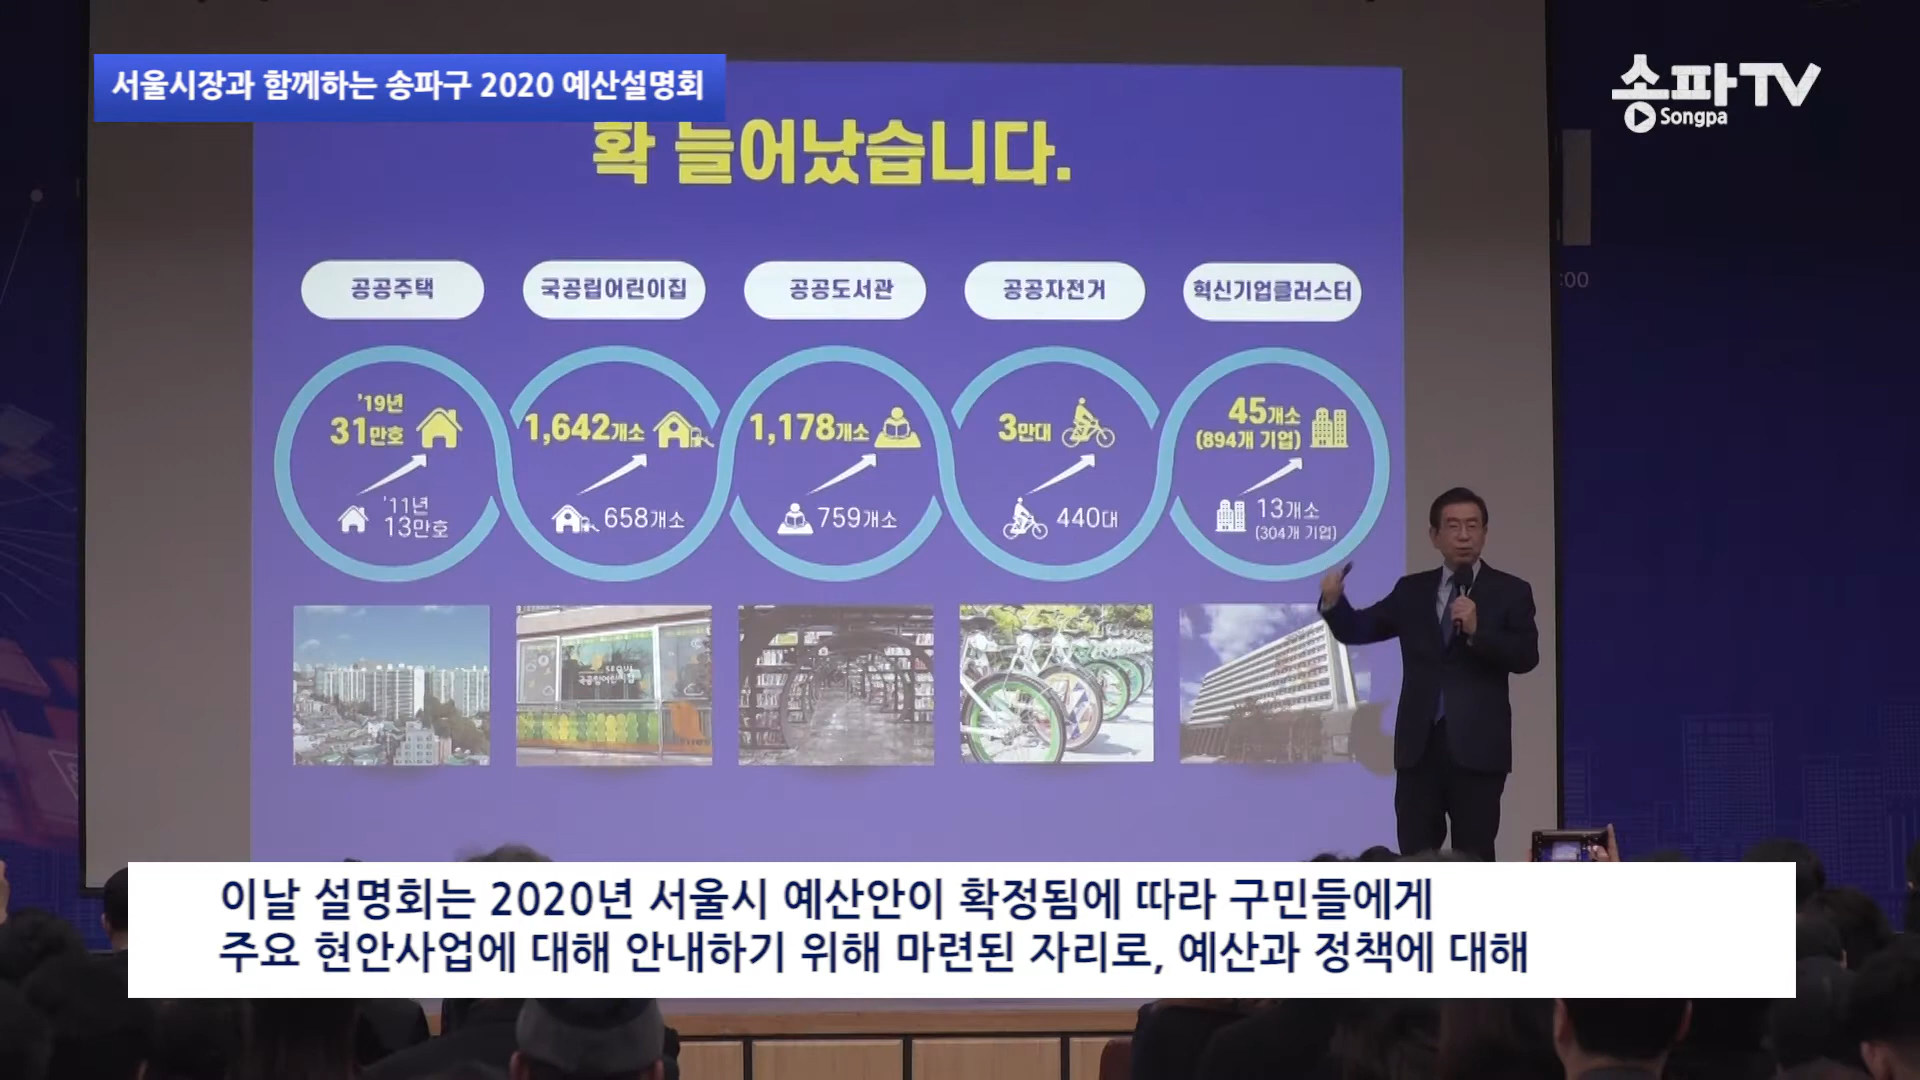 서울시장과 함께하는 송파구 2020 예산설명회
송파TV
Songpa
확 늘어났습니다.
:00
공공주택
국공립어린이집
공공도서관
공공자전거
혁신기업클러스터
'19년
31만호
'11년
13만호
1,642개소
658개소
1,178개소
759개소
3만대
440대
45개소
(894개 기업)
13개소
(304개 기업)
SEOUL
국공립어린이집
이날 설명회는 2020년 서울시 예산안이 확정됨에 따라 구민들에게
주요 현안사업에 대해 안내하기 위해 마련된 자리로, 예산과 정책에 대해